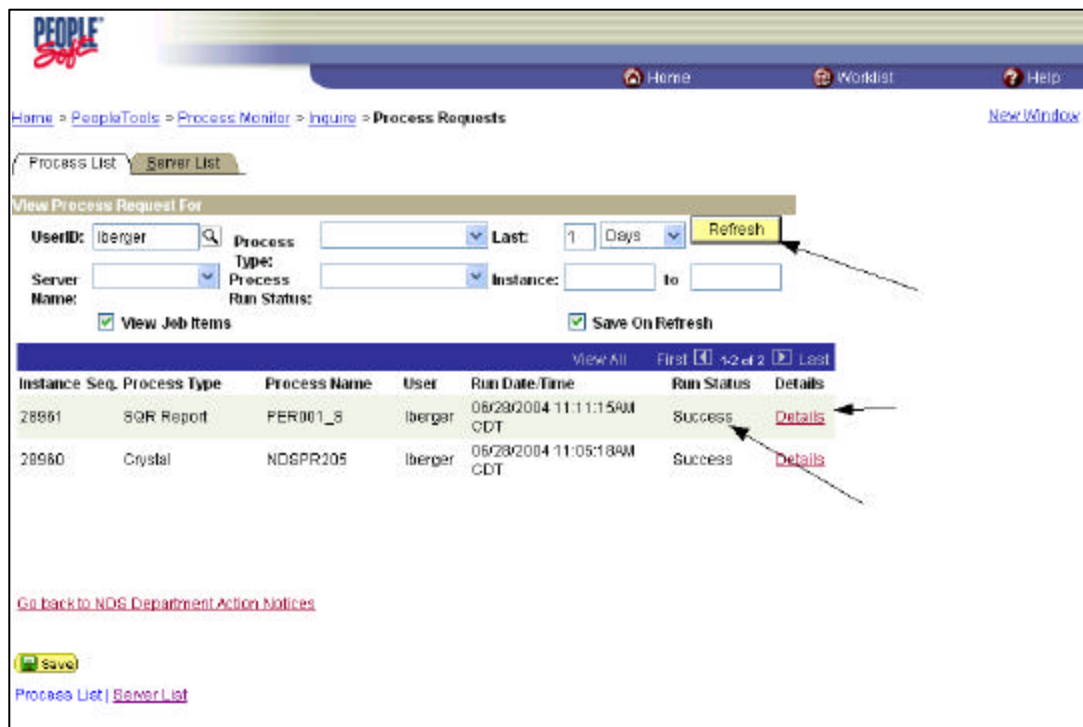 PEOPLE
Soft
Home
Worklist
Help
Home > PeopleTools > Process Monitor > Inquire > Process Requests
New Window
Process List
Server List
View Process Request For
UserID: lberger
Process Type:
Last: 1 Days
Refresh
Server Name:
Process Run Status:
Instance:
to
View Job Items
Save On Refresh
View All First 1-2 of 2 Last
Instance Seq. Process Type Process Name User Run Date/Time Run Status Details
28961 SQR Report PER001_S lberger 06/28/2004 11:11:15AM CDT Success Details
28960 Crystal NDSPR205 lberger 06/28/2004 11:05:18AM CDT Success Details
Go back to NDS Department Action Notices
Save
Process List | Server List